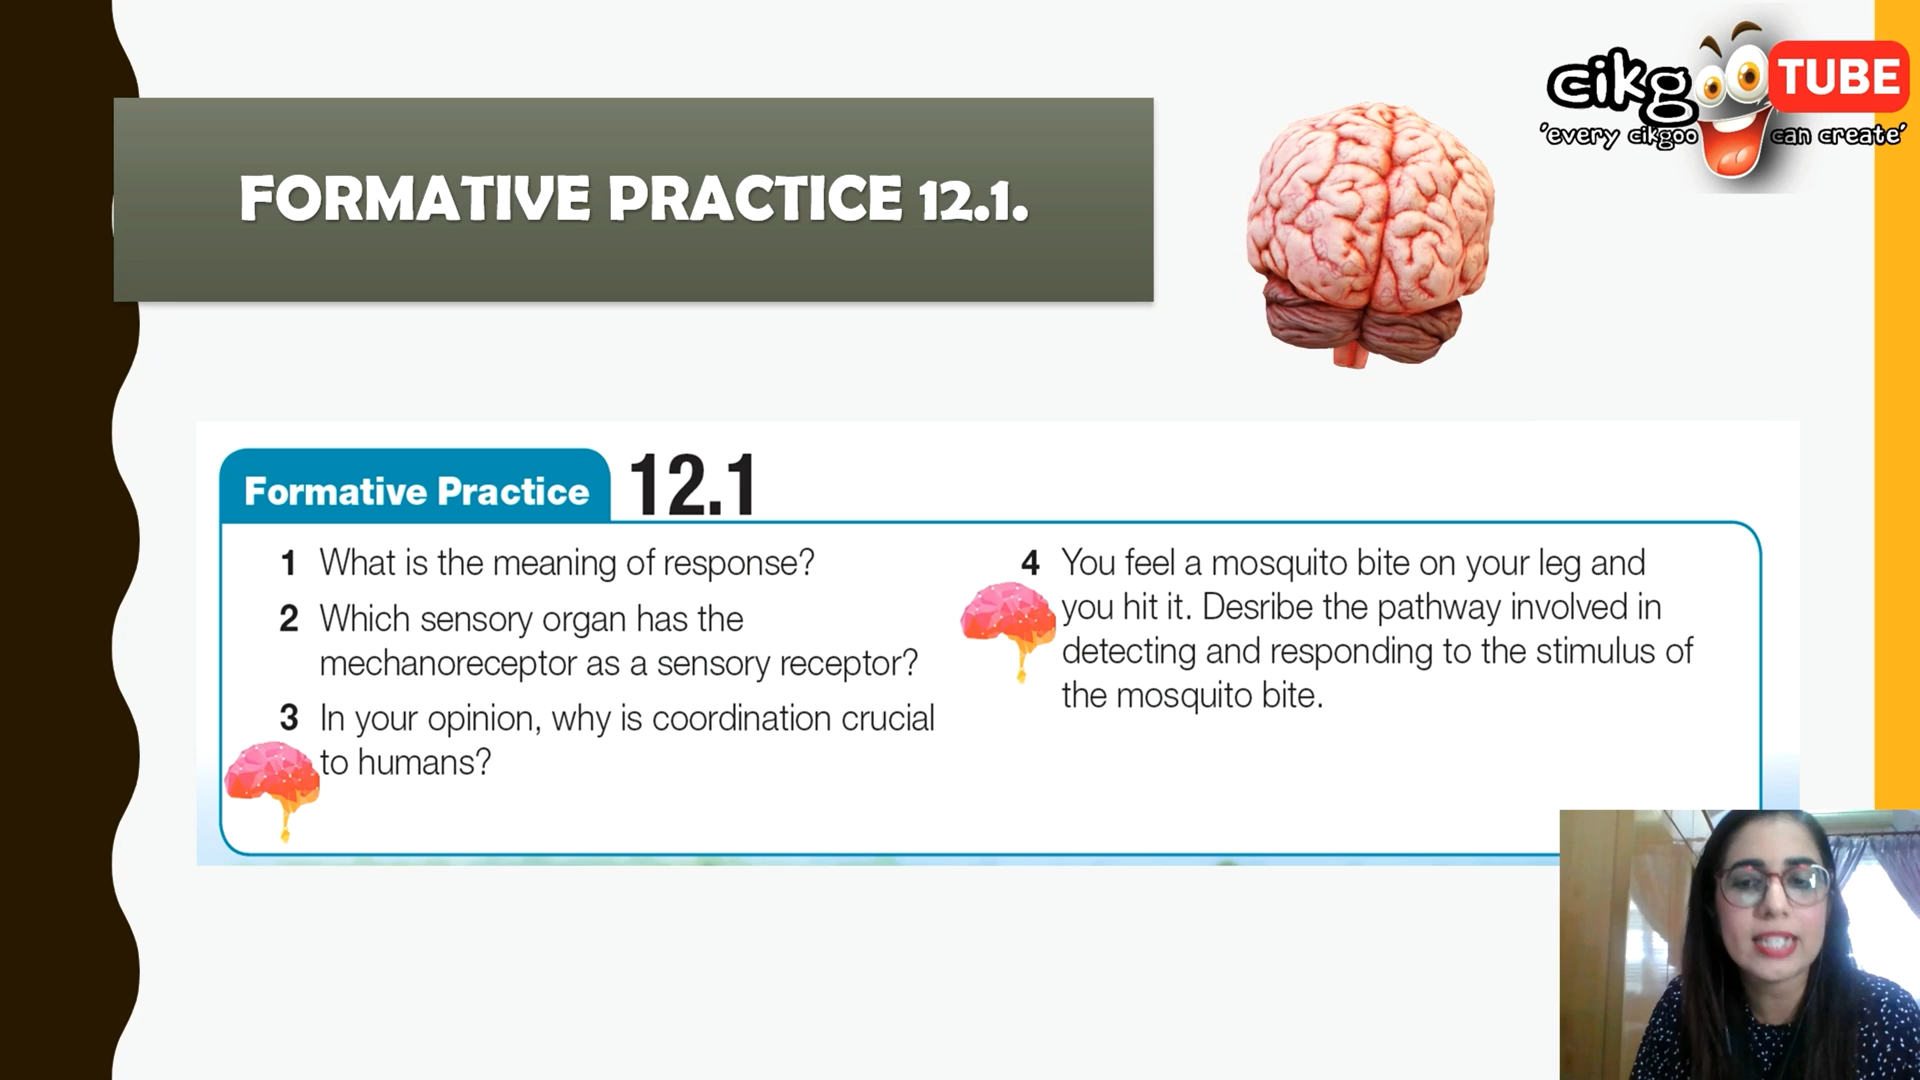 cikgoo TUBE
'every cikgoo can create'
FORMATIVE PRACTICE 12.1.
Formative Practice 12.1
1 What is the meaning of response?
2 Which sensory organ has the
mechanoreceptor as a sensory receptor?
3 In your opinion, why is coordination crucial
to humans?
4 You feel a mosquito bite on your leg and
you hit it. Desribe the pathway involved in
detecting and responding to the stimulus of
the mosquito bite.